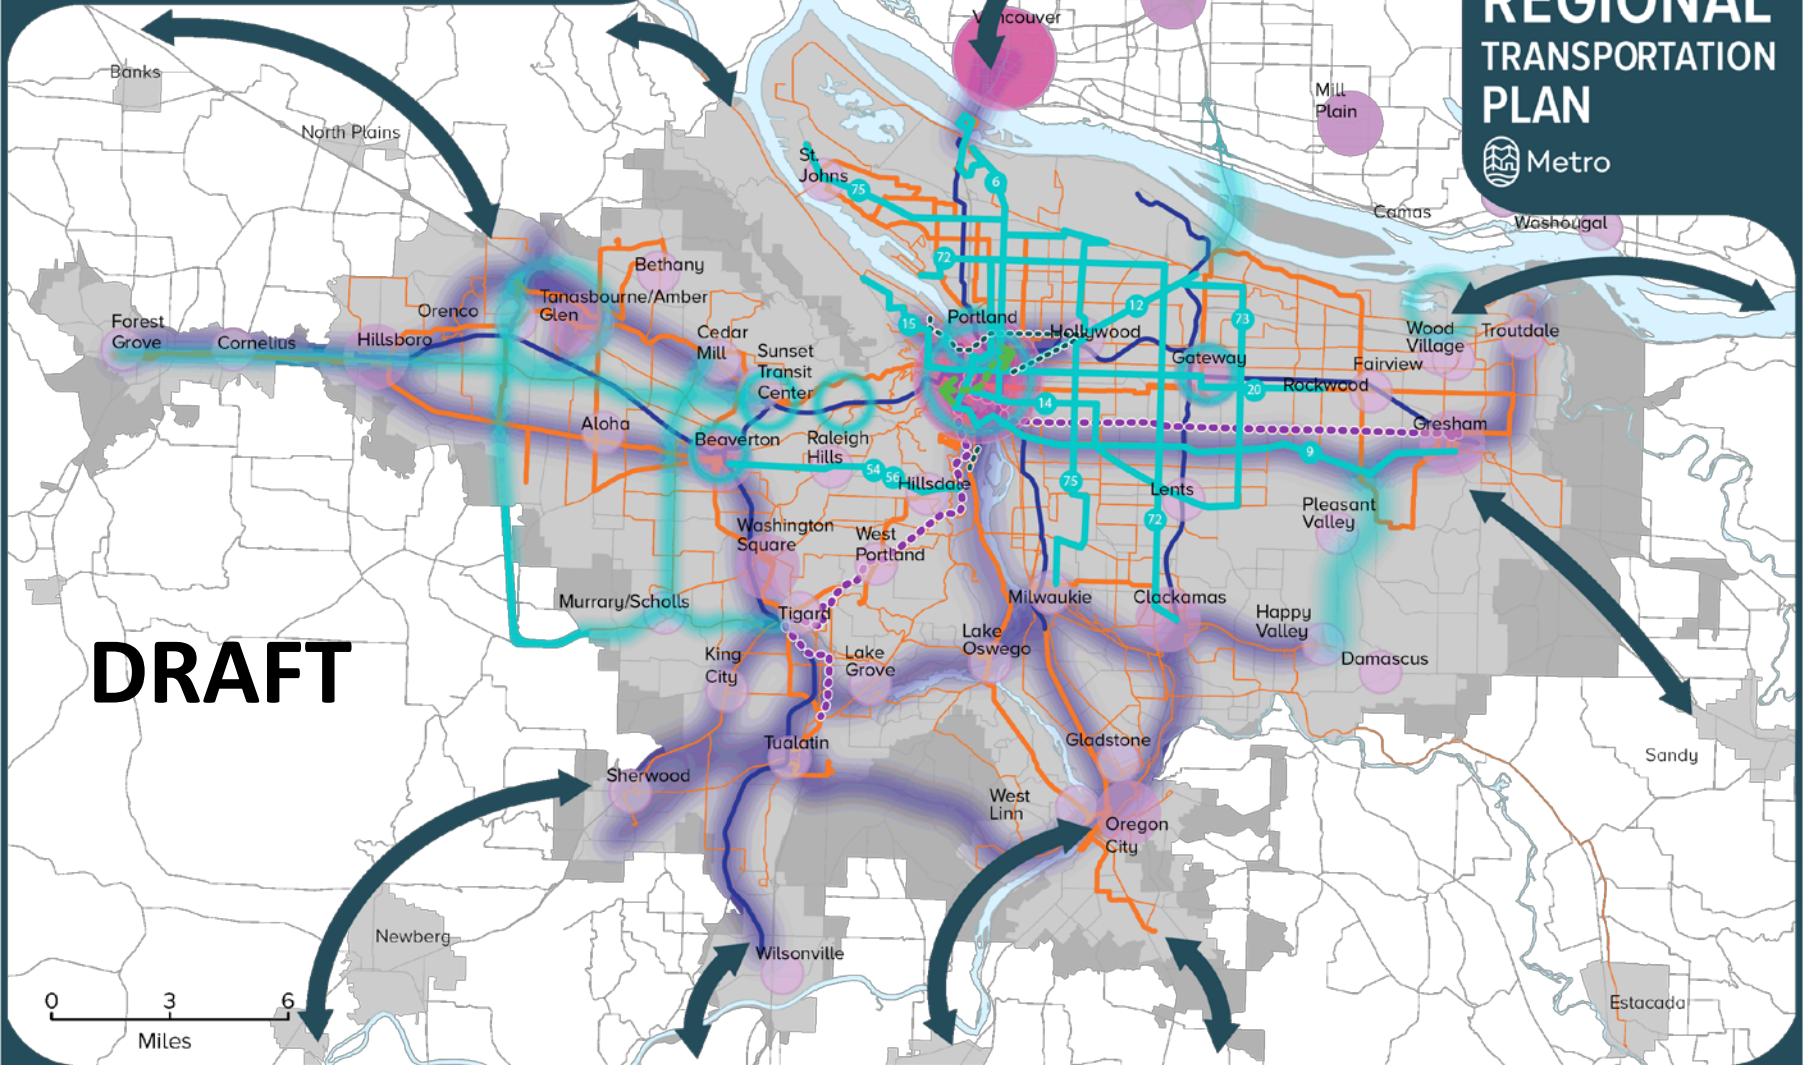 REGIONAL
TRANSPORTATION
PLAN
Metro
Vancouver
Mill
Plain
Banks
North Plains
St.
Johns
75
6
Camas
Washougal
72
Bethany
Tanasbourne/Amber
Glen
Orenco
12
73
15
Portland
Hollywood
Forest
Grove
Cornelius
Hillsboro
Cedar
Mill
Sunset
Transit
Center
Gateway
Wood
Village
Troutdale
Fairview
Rockwood
20
14
Aloha
Beaverton
Raleigh
Hills
Gresham
9
54
56
Hillsdale
75
Lents
72
Pleasant
Valley
Washington
Square
West
Portland
Murrary/Scholls
Tigard
Milwaukie
Clackamas
Happy
Valley
King
City
Lake
Grove
Lake
Oswego
Damascus
DRAFT
Tualatin
Gladstone
Sherwood
Sandy
West
Linn
Oregon
City
Newberg
Wilsonville
Estacada
0 3 6
Miles